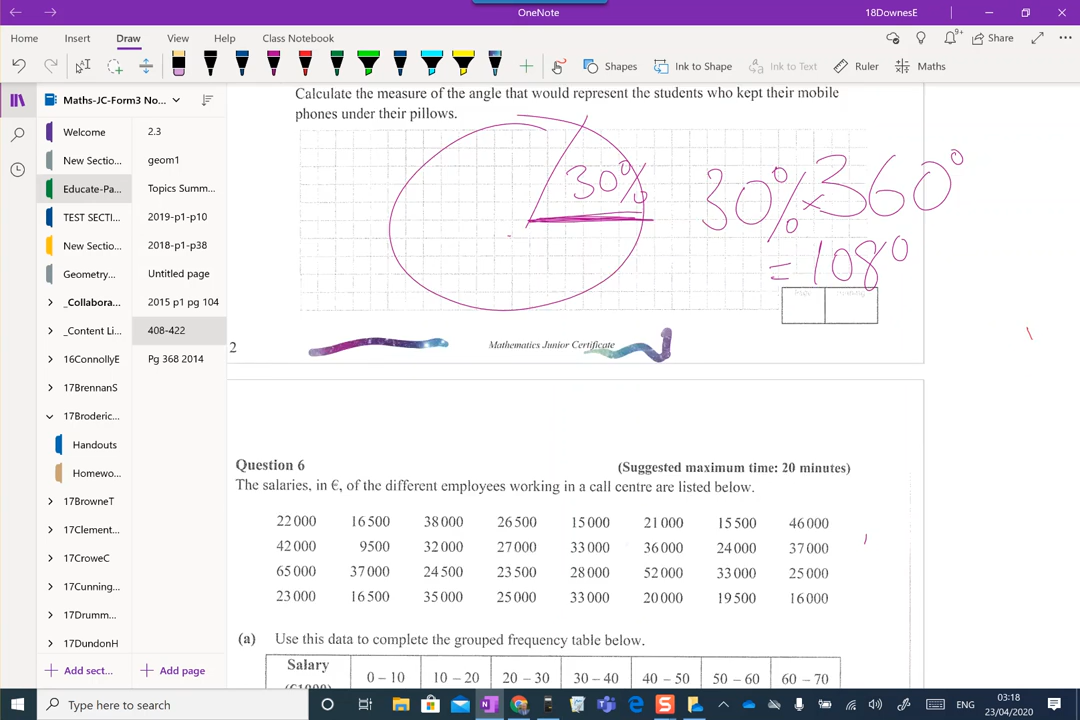 OneNote
18DownesE
Home Insert Draw View Help Class Notebook
9+ Share
Shapes Ink to Shape Ink to Text Ruler Maths
Maths-JC-Form3 No...
Welcome
New Sectio...
Educate-Pa...
TEST SECTI...
New Sectio...
Geometry...
_Collabora...
_Content Li...
16ConnollyE
17BrennanS
17Broderic...
Handouts
Homewo...
17BrowneT
17Clement...
17CroweC
17Cunning...
17Drumm...
17DundonH
Add sect...
2.3
geom1
Topics Summ...
2019-p1-p10
2018-p1-p38
Untitled page
2015 p1 pg 104
408-422
Pg 368 2014
Add page
Calculate the measure of the angle that would represent the students who kept their mobile
phones under their pillows.
30%
30% × 360°
= 108°
2
Mathematics Junior Certificate
Question 6
(Suggested maximum time: 20 minutes)
The salaries, in €, of the different employees working in a call centre are listed below.
22 000 16 500 38 000 26 500 15 000 21 000 15 500 46 000
42 000 9500 32 000 27 000 33 000 36 000 24 000 37 000
65 000 37 000 24 500 23 500 28 000 52 000 33 000 25 000
23 000 16 500 35 000 25 000 33 000 20 000 19 500 16 000
(a) Use this data to complete the grouped frequency table below.
Salary
0 – 10 10 – 20 20 – 30 30 – 40 40 – 50 50 – 60 60 – 70
Type here to search
ENG
03:18
23/04/2020